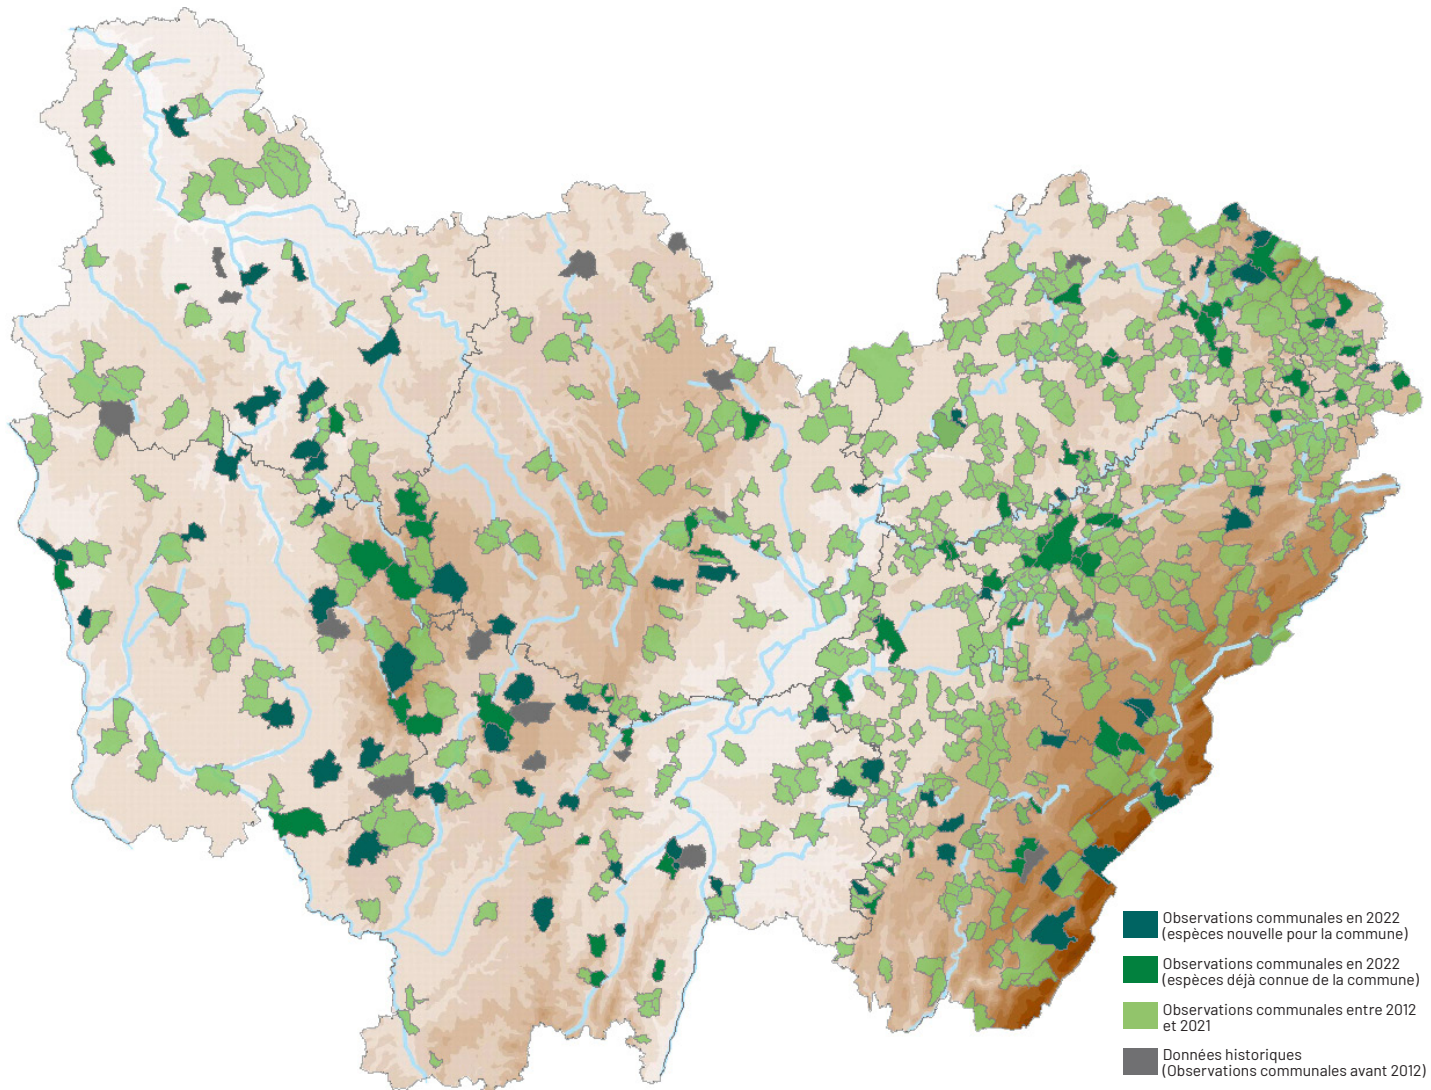 Observations communales en 2022
(espèces nouvelle pour la commune)
Observations communales en 2022
(espèces déjà connue de la commune)
Observations communales entre 2012
et 2021
Données historiques
(Observations communales avant 2012)